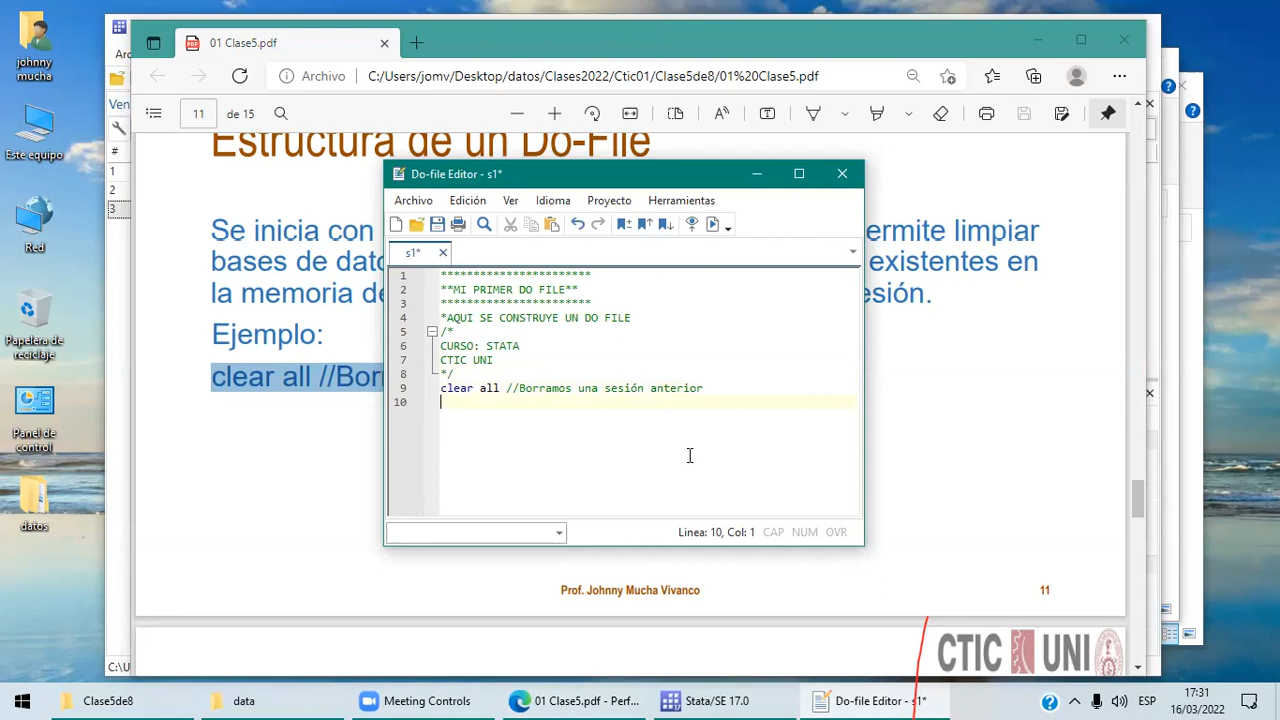 01 Clase5.pdf
Archivo
C:/Users/jomv/Desktop/datos/Clases2022/Ctic01/Clase5de8/01%20Clase5.pdf
11 de 15
Estructura de un Do-File
Se inicia con
ermite limpiar
bases de dato
existentes en
la memoria de
esión.
Ejemplo:
clear all //Borr
Do-file Editor - s1*
Archivo Edición Ver Idioma Proyecto Herramientas
s1*
1 ***********************
2 **MI PRIMER DO FILE**
3 ***********************
4 *AQUI SE CONSTRUYE UN DO FILE
5 /*
6 CURSO: STATA
7 CTIC UNI
8 */
9 clear all //Borramos una sesión anterior
10
Linea: 10, Col: 1 CAP NUM OVR
Prof. Johnny Mucha Vivanco
11
CTIC UNI
johnny
mucha
Este equipo
Red
Papelera de
reciclaje
Panel de
control
datos
Ven
#
1
2
3
C:\U
Clase5de8
data
Meeting Controls
01 Clase5.pdf - Perf...
Stata/SE 17.0
Do-file Editor - s1*
ESP
17:31
16/03/2022